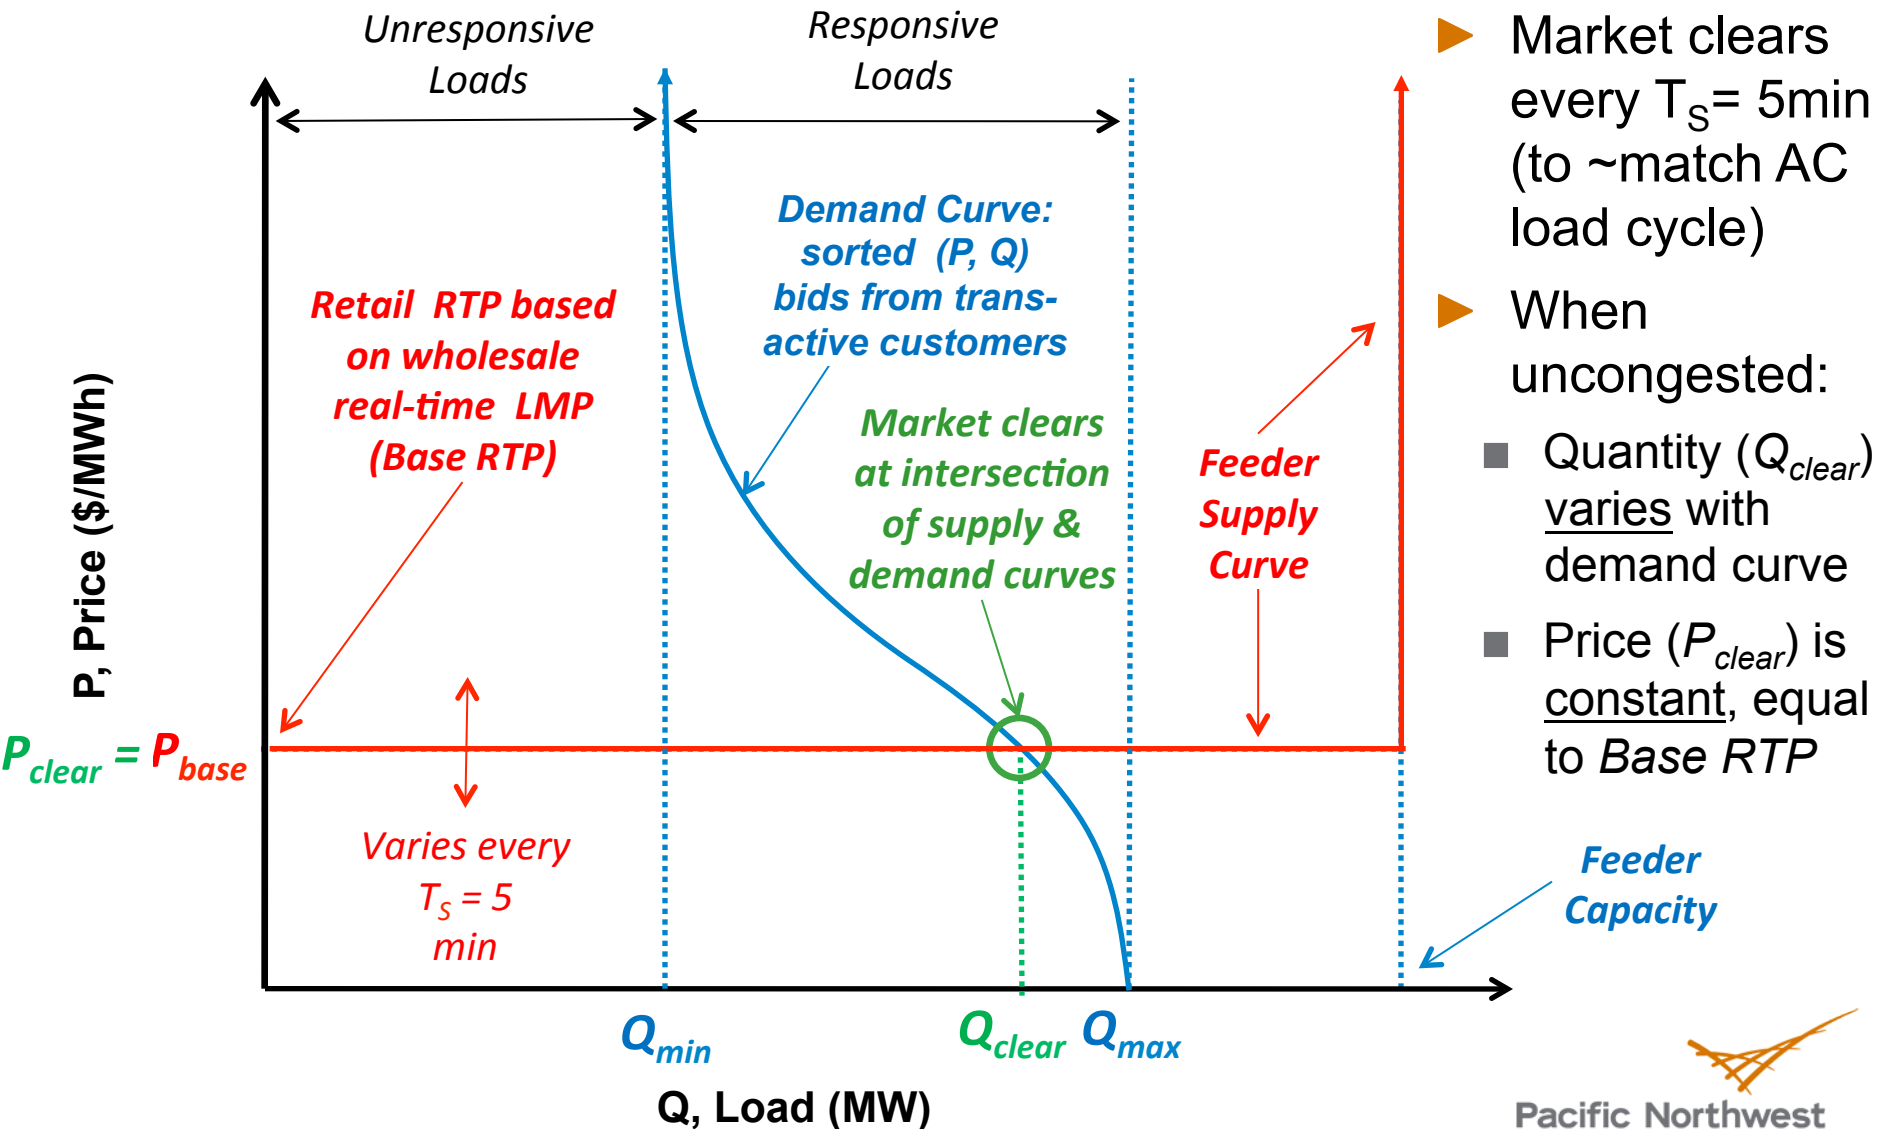 Unresponsive
Loads
Responsive
Loads
Demand Curve:
sorted (P, Q)
bids from trans-
active customers
Retail RTP based
on wholesale
real-time LMP
(Base RTP)
Market clears
at intersection
of supply &
demand curves
Feeder
Supply
Curve
P, Price ($/MWh)
Pclear = Pbase
Varies every
TS = 5
min
Feeder
Capacity
Qmin
Qclear
Qmax
Q, Load (MW)
Market clears
every TS= 5min
(to ~match AC
load cycle)
When
uncongested:
Quantity (Qclear)
varies with
demand curve
Price (Pclear) is
constant, equal
to Base RTP
Pacific Northwest